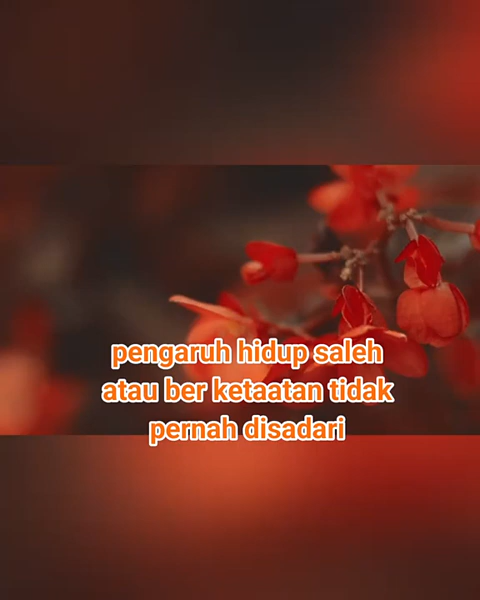 pengaruh hidup saleh
atau ber ketaatan tidak
pernah disadari